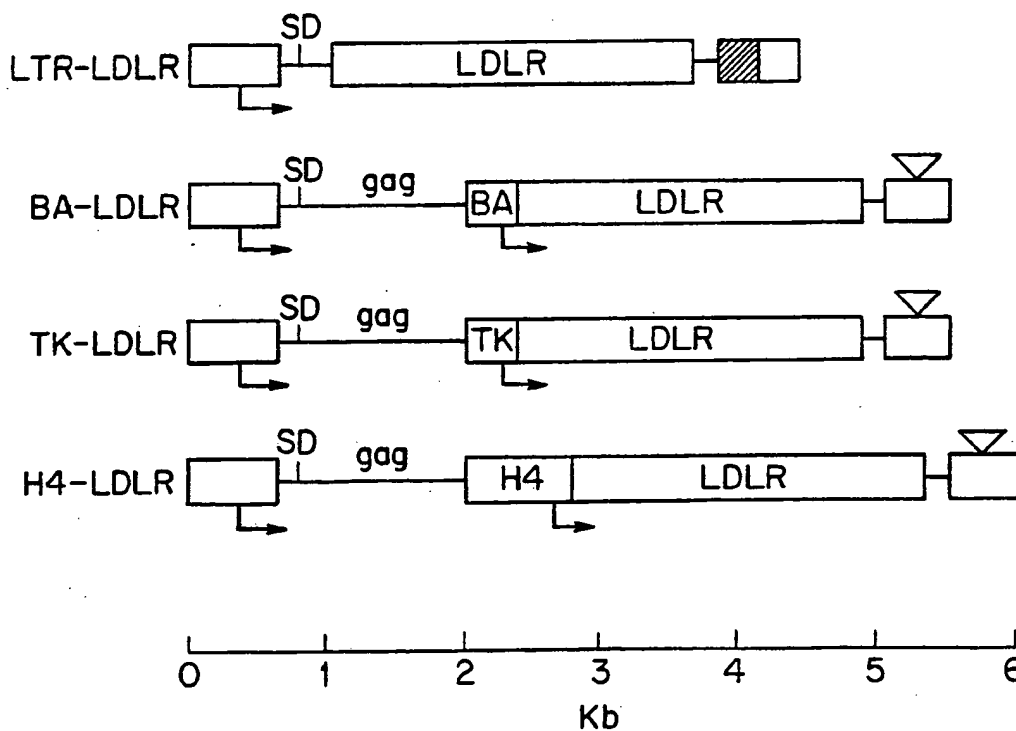 SD
LTR-LDLR LDLR
SD
gag
BA-LDLR BA LDLR
SD
gag
TK-LDLR TK LDLR
SD
gag
H4-LDLR H4 LDLR
0 1 2 3 4 5 6
Kb